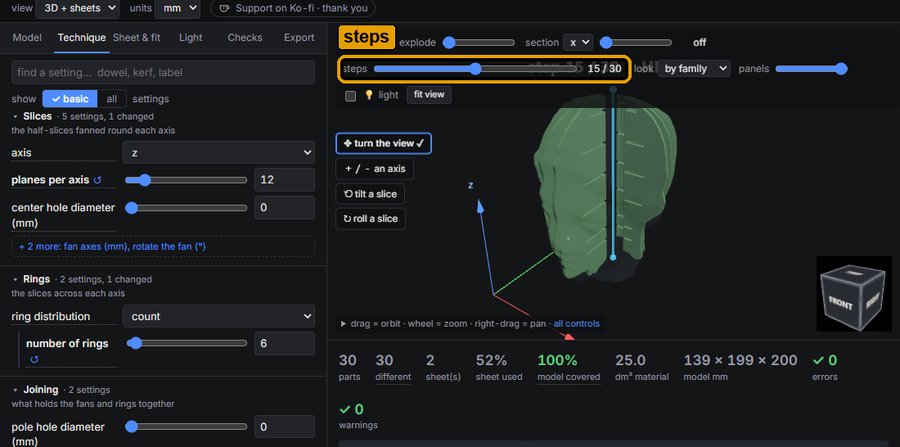 view 3D + sheets units mm Support on Ko-fi · thank you
Model Technique Sheet & fit Light Checks Export
find a setting... dowel, kerf, label
show ✓ basic all settings
Slices · 5 settings, 1 changed
the half-slices fanned round each axis
axis z
planes per axis ↺ 12
center hole diameter (mm) 0
+ 2 more: fan axes (mm), rotate the fan (°)
Rings · 2 settings, 1 changed
the slices across each axis
ring distribution count
number of rings ↺ 6
Joining · 2 settings
what holds the fans and rings together
pole hole diameter (mm) 0
steps explode section x off
steps 15 / 30 look by family panels
light fit view
✥ turn the view ✓
+ / - an axis
⟲ tilt a slice
↻ roll a slice
Z
Y
FRONT
▸ drag = orbit · wheel = zoom · right-drag = pan · all controls
30 30 2 52% 100% 25.0 139 × 199 × 200 ✓ 0
parts different sheet(s) sheet used model covered dm² material model mm errors
✓ 0
warnings